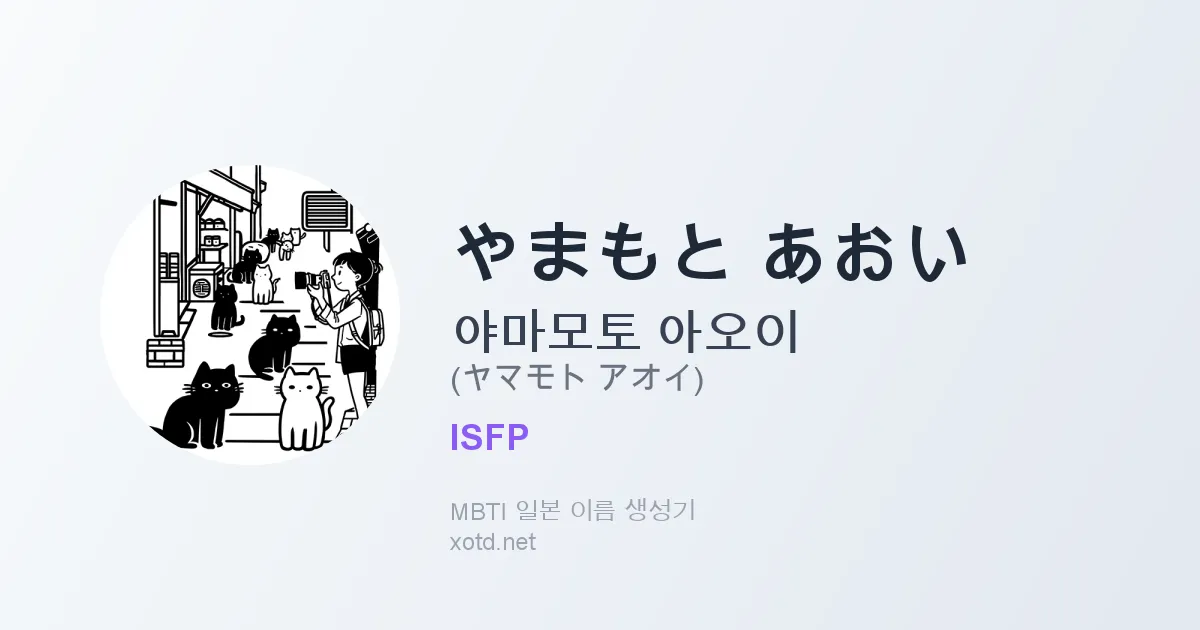 やまもと あおい
야마모토 아오이
(ヤマモト アオイ)
ISFP
MBTI 일본 이름 생성기
xotd.net